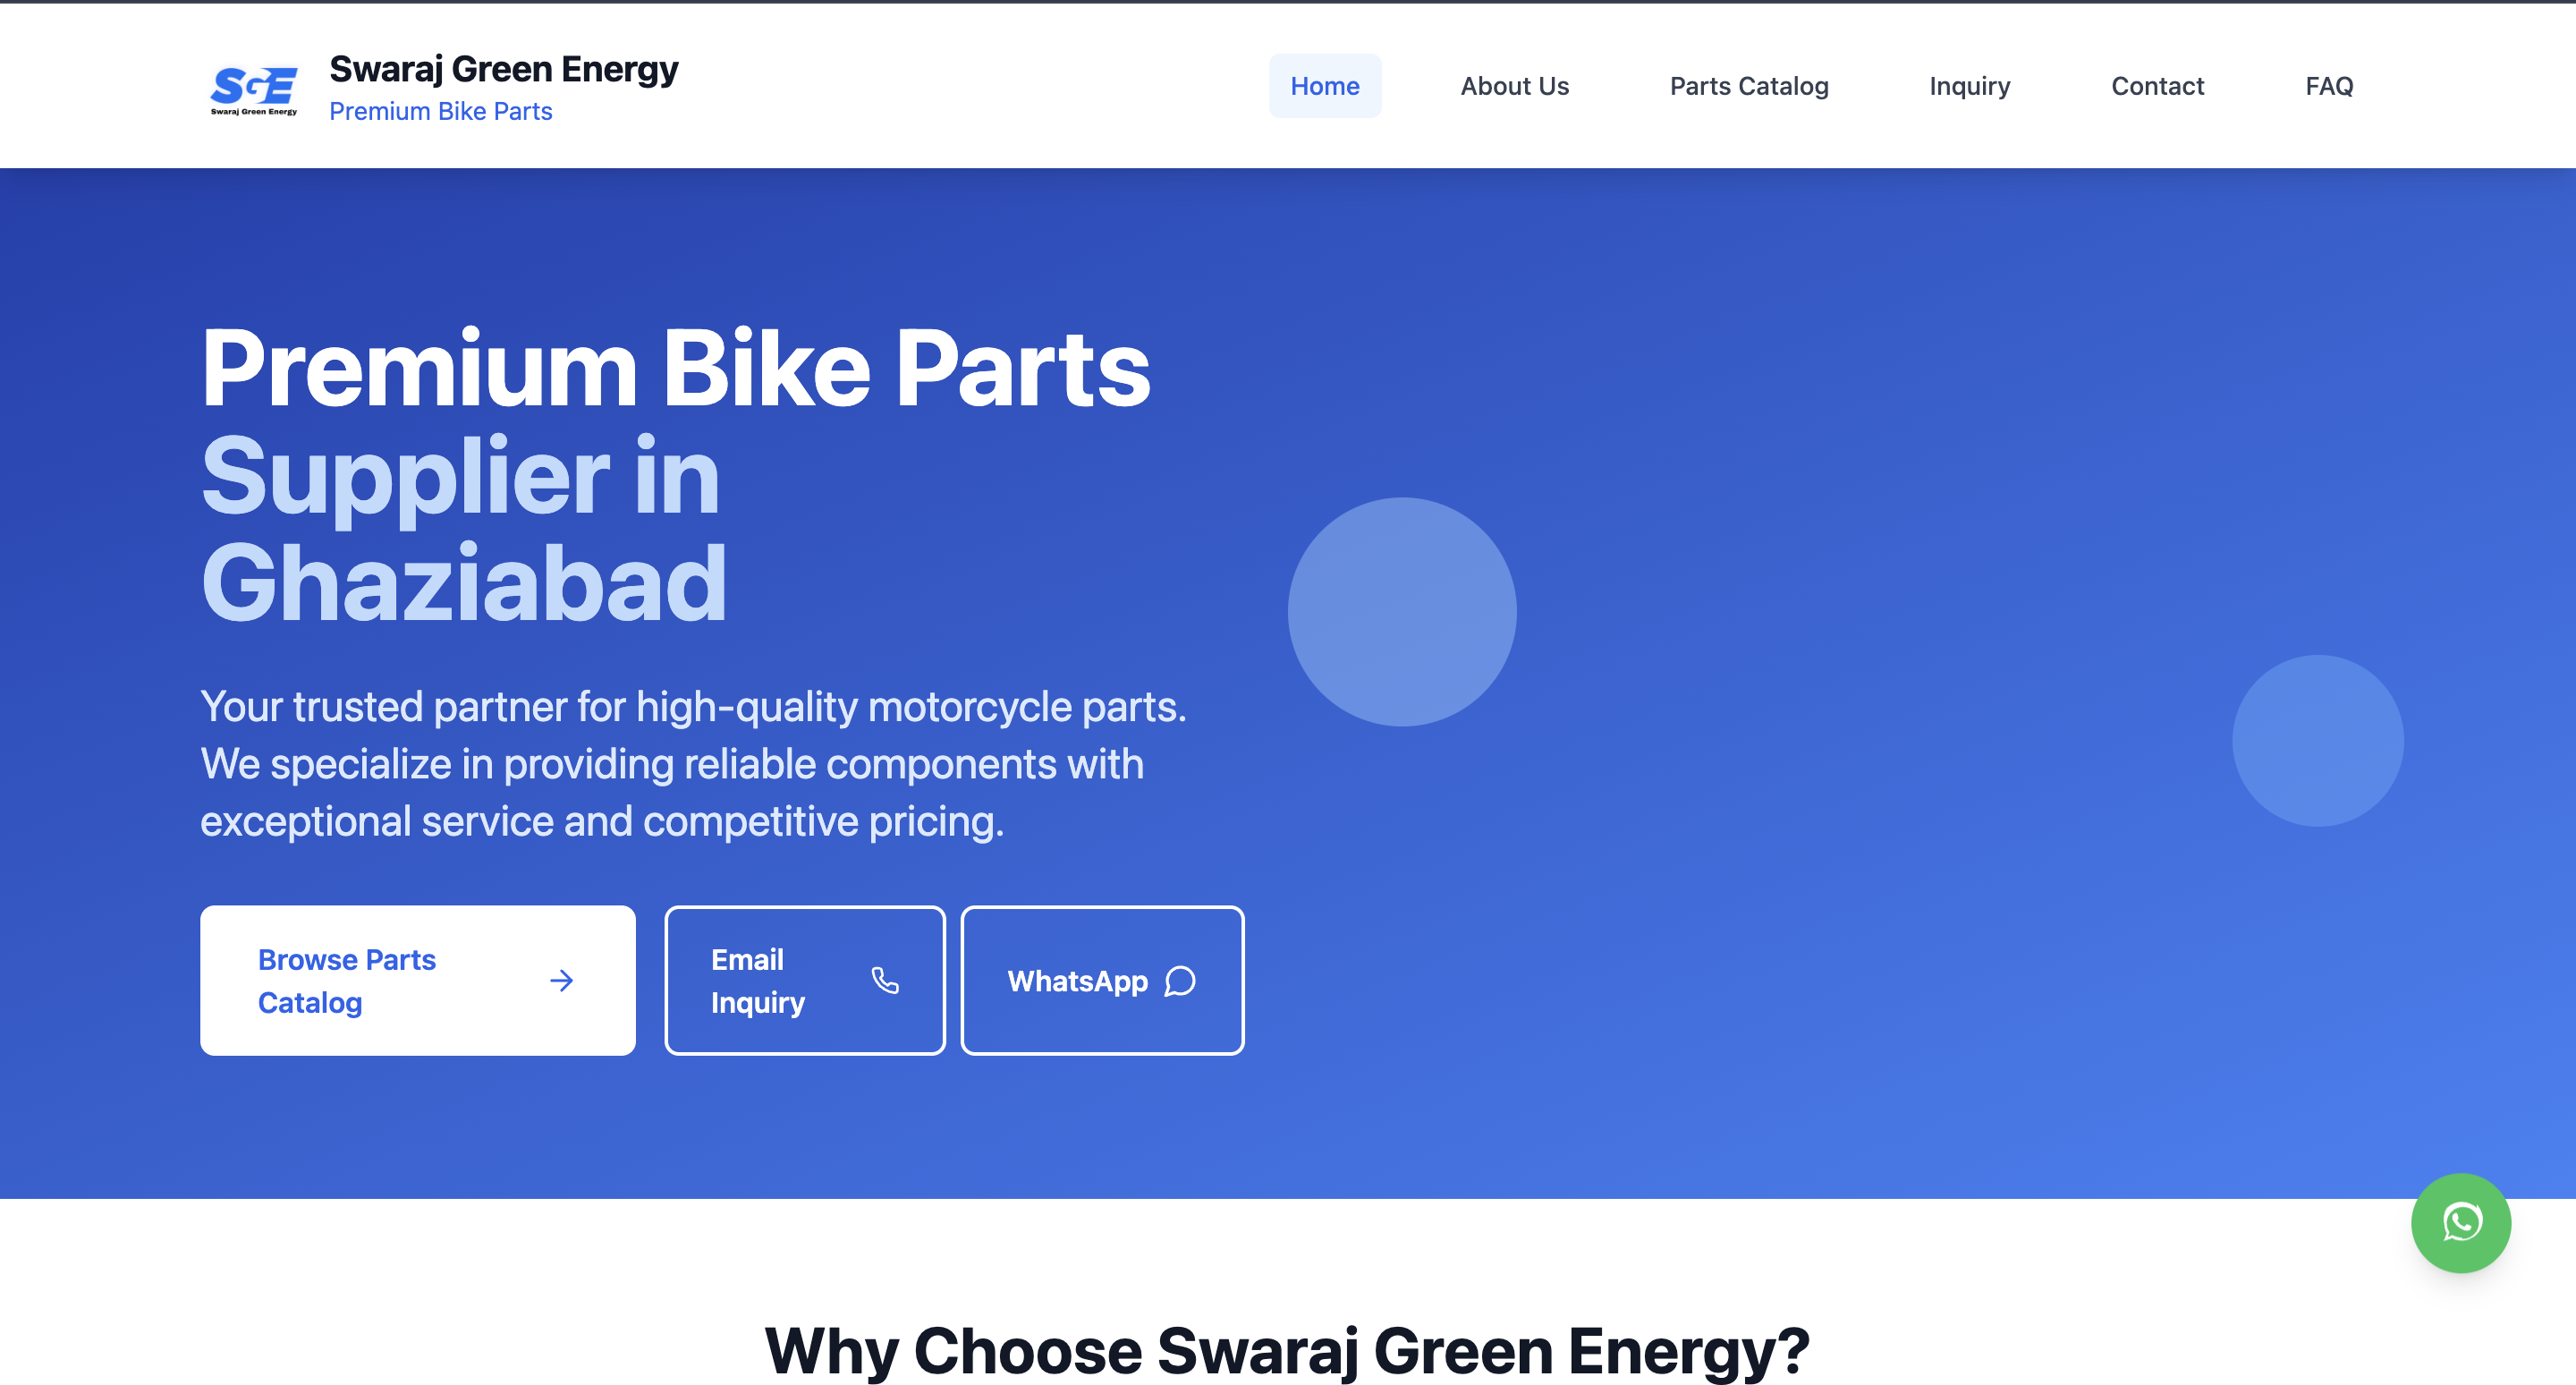 SGE
Swaraj Green Energy
Swaraj Green Energy
Premium Bike Parts
Home
About Us
Parts Catalog
Inquiry
Contact
FAQ
Premium Bike Parts
Supplier in
Ghaziabad
Your trusted partner for high-quality motorcycle parts.
We specialize in providing reliable components with
exceptional service and competitive pricing.
Browse Parts
Catalog
Email
Inquiry
WhatsApp
Why Choose Swaraj Green Energy?